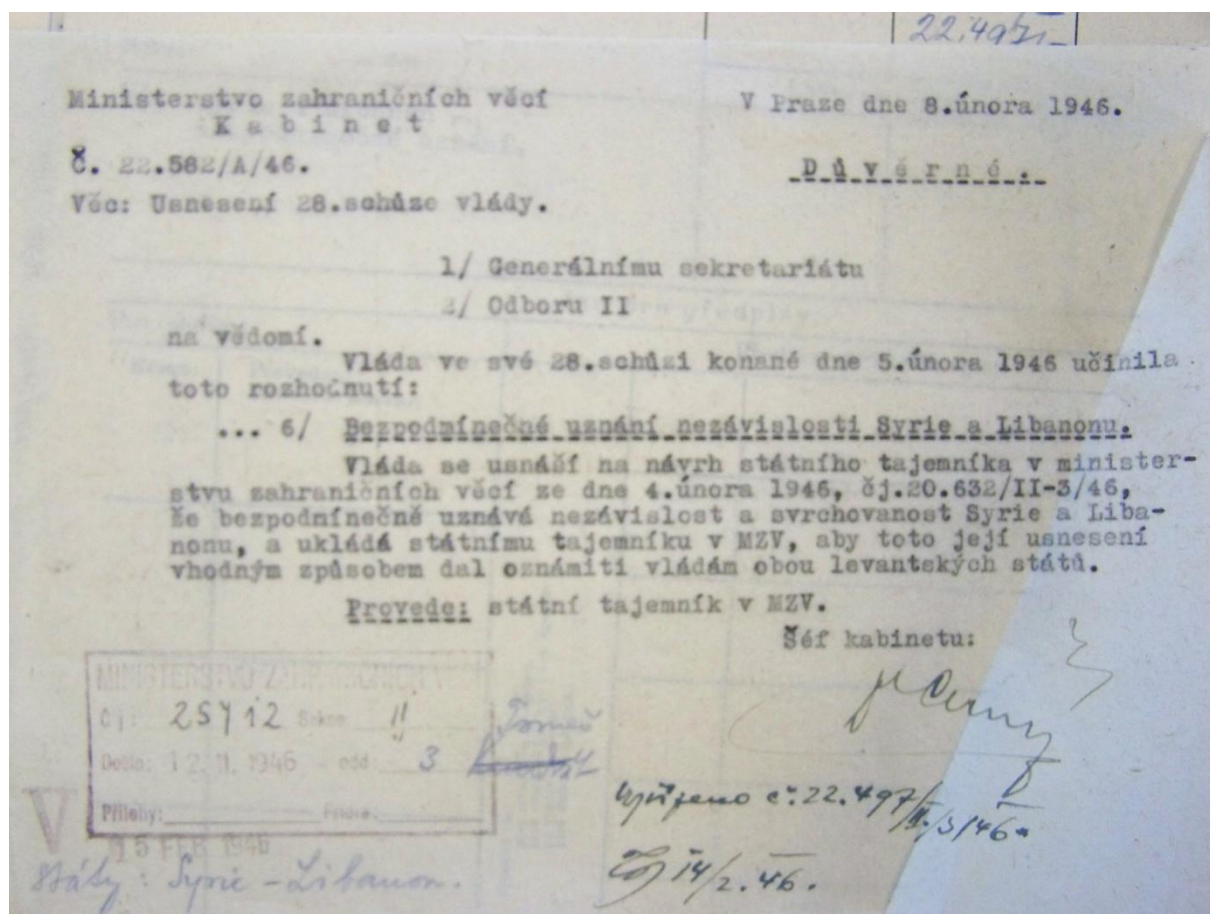 22.497/
Ministerstvo zahraničních věcí
K a b i n e t
V Praze dne 8.února 1946.
Č. 22.582/A/46.
D ů v ě r n é .
Věc: Usnesení 28.schůze vlády.
1/ Generálnímu sekretariátu
2/ Odboru II
na vědomí.
Vláda ve své 28.schůzi konané dne 5.února 1946 učinila
toto rozhodnutí:
... 6/ Bezpodmínečné uznání nezávislosti Syrie a Libanonu.
Vláda se usnáší na návrh státního tajemníka v minister-
stvu zahraničních věcí ze dne 4.února 1946, čj.20.632/II-3/46,
že bezpodmínečně uznává nezávislost a svrchovanost Syrie a Liba-
nonu, a ukládá státnímu tajemníku v MZV, aby toto její usnesení
vhodným způsobem dal oznámiti vládám obou levantských států.
Provede: státní tajemník v MZV.
Šéf kabinetu:
MINISTERSTVO ZAHRANIČNÍCH VĚCÍ
Čj: 25712 Sekce II
Došlo: 12. II. 1946 odd. 3
Přílohy:
V
15 FEB 1946
vyřízeno č. 22.497/II./3/46.
14/2.46.
státy: Syrie - Libanon.